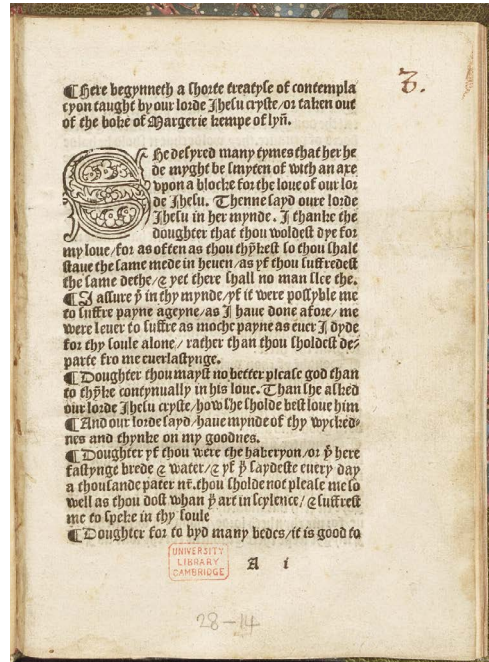 3.
¶Here begynneth a shorte treatyse of contempla
cyon taught by our lorde Jhesu cryste/or taken out
of the boke of Margerie kempe of lyñ.
SHe desyred many tymes that her he
de myght be smyten of with an axe
vpon a blocke for the loue of our lor
de Jhesu. Thenne sayd oure lorde
Jhesu in her mynde. I thanke the
doughter that thou woldest dye for
my loue/for as often as thou thȳkest so thou shalt
haue the same mede in heuen/as yf thou suffredest
the same dethe/⁊ yet there shall no man slee the.
¶I assure ẏ in thy mynde/yf it were possyble me
to suffre payne ageyne/as I haue done afore/me
were leuer to suffre as moche payne as euer I dyde
for thy soule alone/rather than thou sholdest de⸗
parte fro me euerlastynge.
¶Doughter thou mayst no better please god than
to thȳke contynually in his loue. Than she asked
our lorde Jhesu cryste/how she sholde best loue him
¶And our lorde sayd/haue mynde of thy wycked⸗
nes and thynke on my goodnes.
¶Doughter yf thou were the haberyon/or ẏ here
fastynge brede ⁊ water/⁊ yf ẏ saydeste euery day
a thousande pater nr̄.thou sholde not please me so
well as thou dost whan ẏ art in scylence/⁊ suffrest
me to speke in thy soule
¶Doughter for to byd many bedes/it is good to
UNIVERSITY
LIBRARY
CAMBRIDGE
A i
28-14